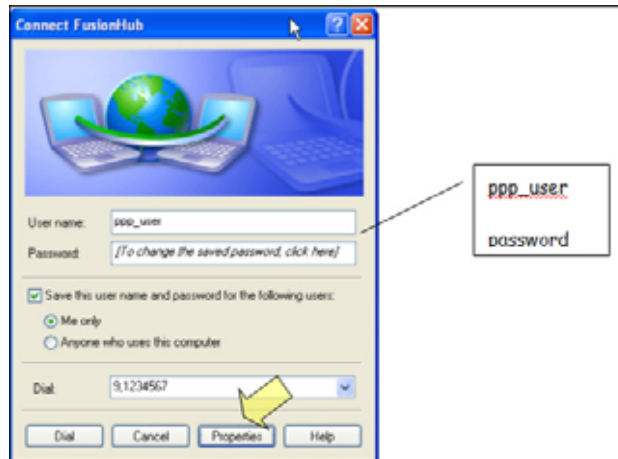 Connect FusionHub
User name: ppp_user
Password: [To change the saved password, click here]
Save this user name and password for the following users:
Me only
Anyone who uses this computer
Dial: 9,1234567
Dial Cancel Properties Help
ppp_user
password